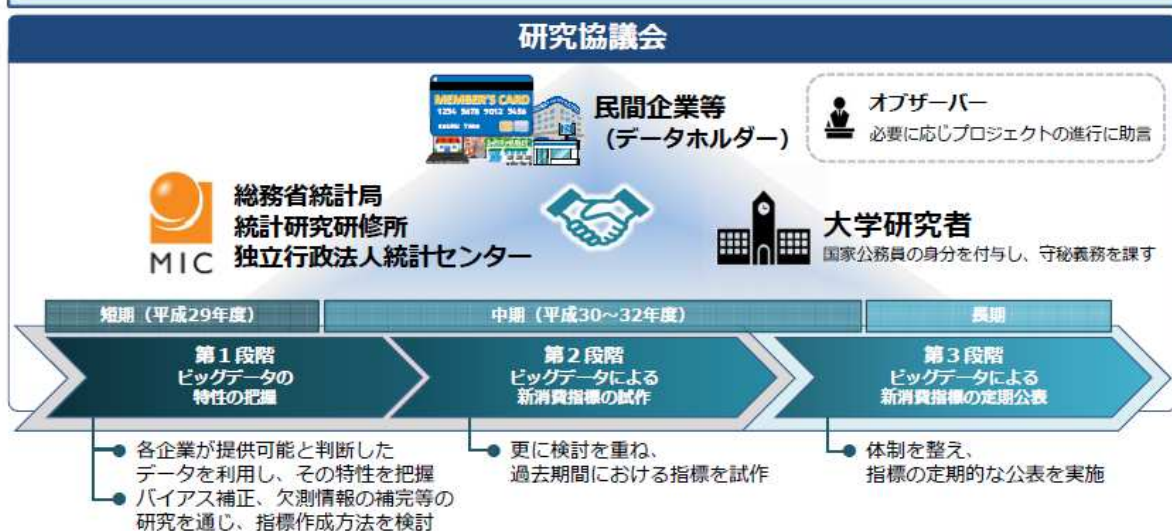 研究協議会
MEMBER'S CARD
1234 5678 9012 3456
民間企業等
（データホルダー）
オブザーバー
必要に応じプロジェクトの進行に助言
MIC
総務省統計局
統計研究研修所
独立行政法人統計センター
大学研究者
国家公務員の身分を付与し、守秘義務を課す
短期（平成29年度）
中期（平成30～32年度）
長期
第１段階
ビッグデータの
特性の把握
第２段階
ビッグデータによる
新消費指標の試作
第３段階
ビッグデータによる
新消費指標の定期公表
各企業が提供可能と判断した
データを利用し、その特性を把握
バイアス補正、欠測情報の補完等の
研究を通じ、指標作成方法を検討
更に検討を重ね、
過去期間における指標を試作
体制を整え、
指標の定期的な公表を実施